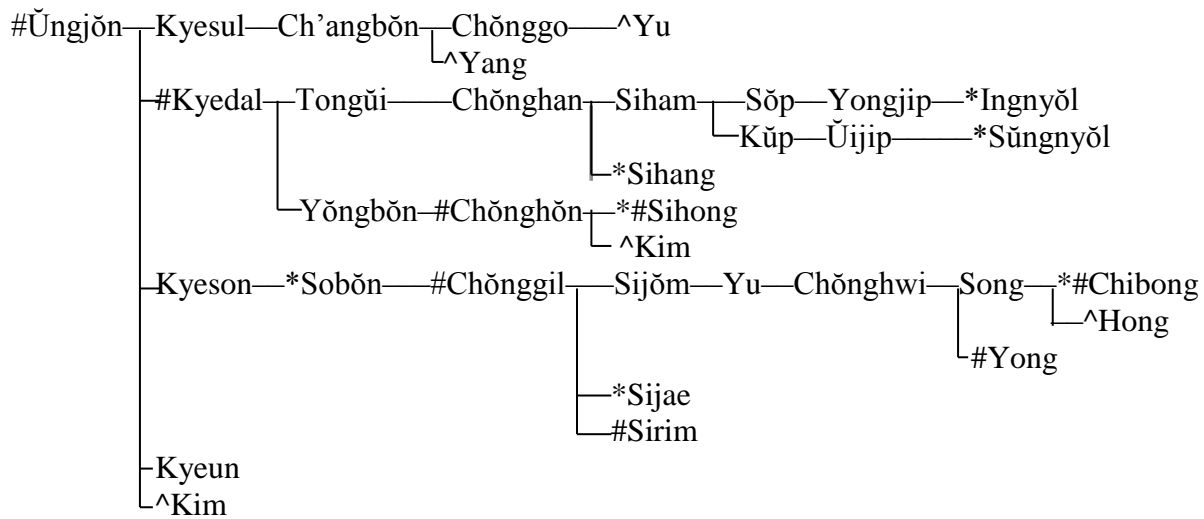 #Ŭngjŏn Kyesul Ch’angbŏn Chŏnggo ^Yu
^Yang
#Kyedal Tongŭi Chŏnghan Siham Sŏp Yongjip *Ingnyŏl
Kŭp Ŭijip *Sŭngnyŏl
*Sihang
Yŏngbŏn #Chŏnghŏn *#Sihong
^Kim
Kyeson *Sobŏn #Chŏnggil Sijŏm Yu Chŏnghwi Song *#Chibong
^Hong
#Yong
*Sijae
#Sirim
Kyeun
^Kim